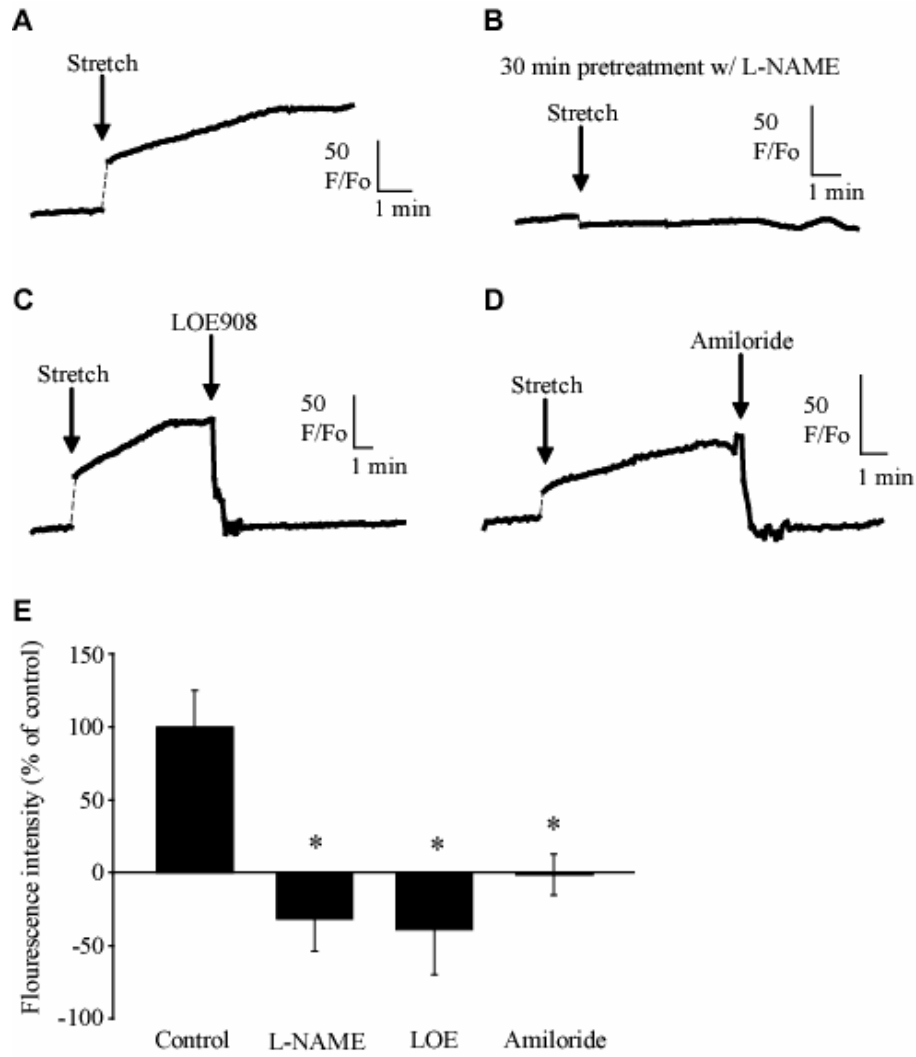 A
Stretch
50
F/Fo
1 min
B
30 min pretreatment w/ L-NAME
Stretch
50
F/Fo
1 min
C
LOE908
Stretch
50
F/Fo
1 min
D
Amiloride
Stretch
50
F/Fo
1 min
E
Flourescence intensity (% of control)
150
100
50
0
-50
-100
*
*
*
Control L-NAME LOE Amiloride